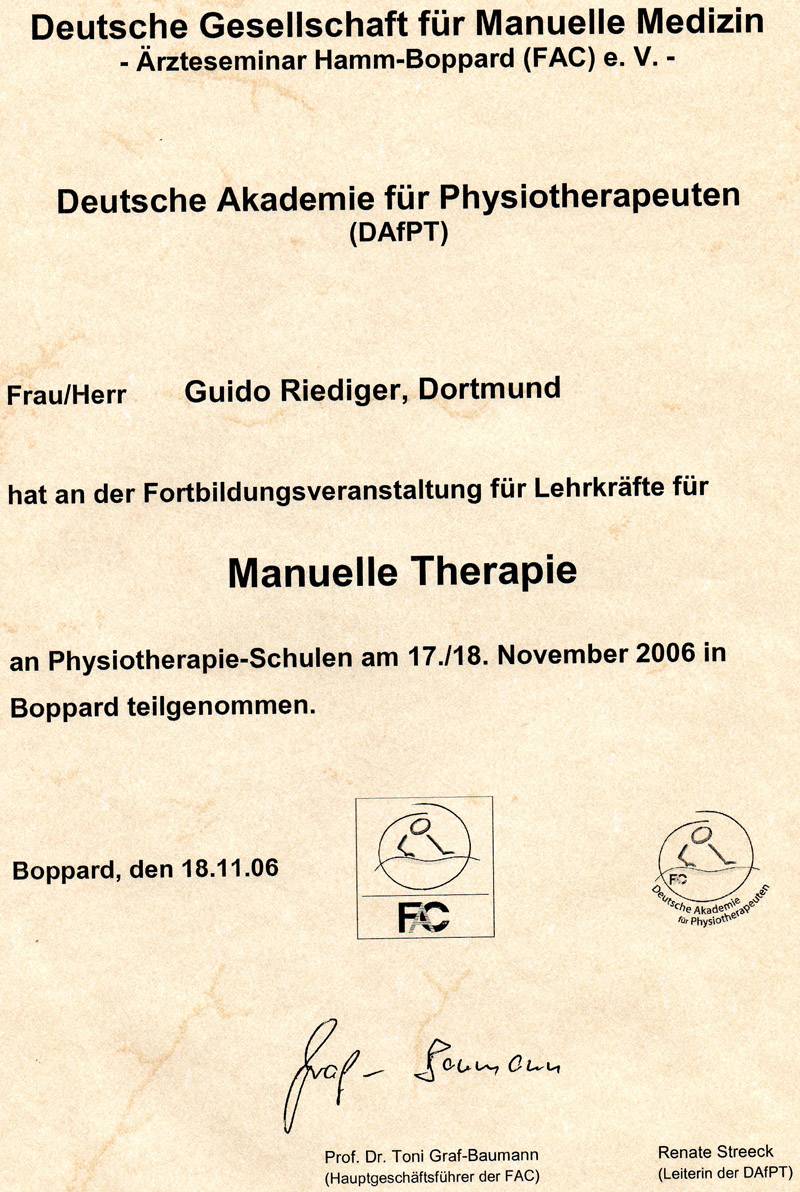 Deutsche Gesellschaft für Manuelle Medizin
- Ärzteseminar Hamm-Boppard (FAC) e. V. -
Deutsche Akademie für Physiotherapeuten
(DAfPT)
Frau/Herr Guido Riediger, Dortmund
hat an der Fortbildungsveranstaltung für Lehrkräfte für
Manuelle Therapie
an Physiotherapie-Schulen am 17./18. November 2006 in
Boppard teilgenommen.
Boppard, den 18.11.06
FAC
FAC
Deutsche Akademie
für Physiotherapeuten
Graf - Baumann
Prof. Dr. Toni Graf-Baumann
(Hauptgeschäftsführer der FAC)
Renate Streeck
(Leiterin der DAfPT)